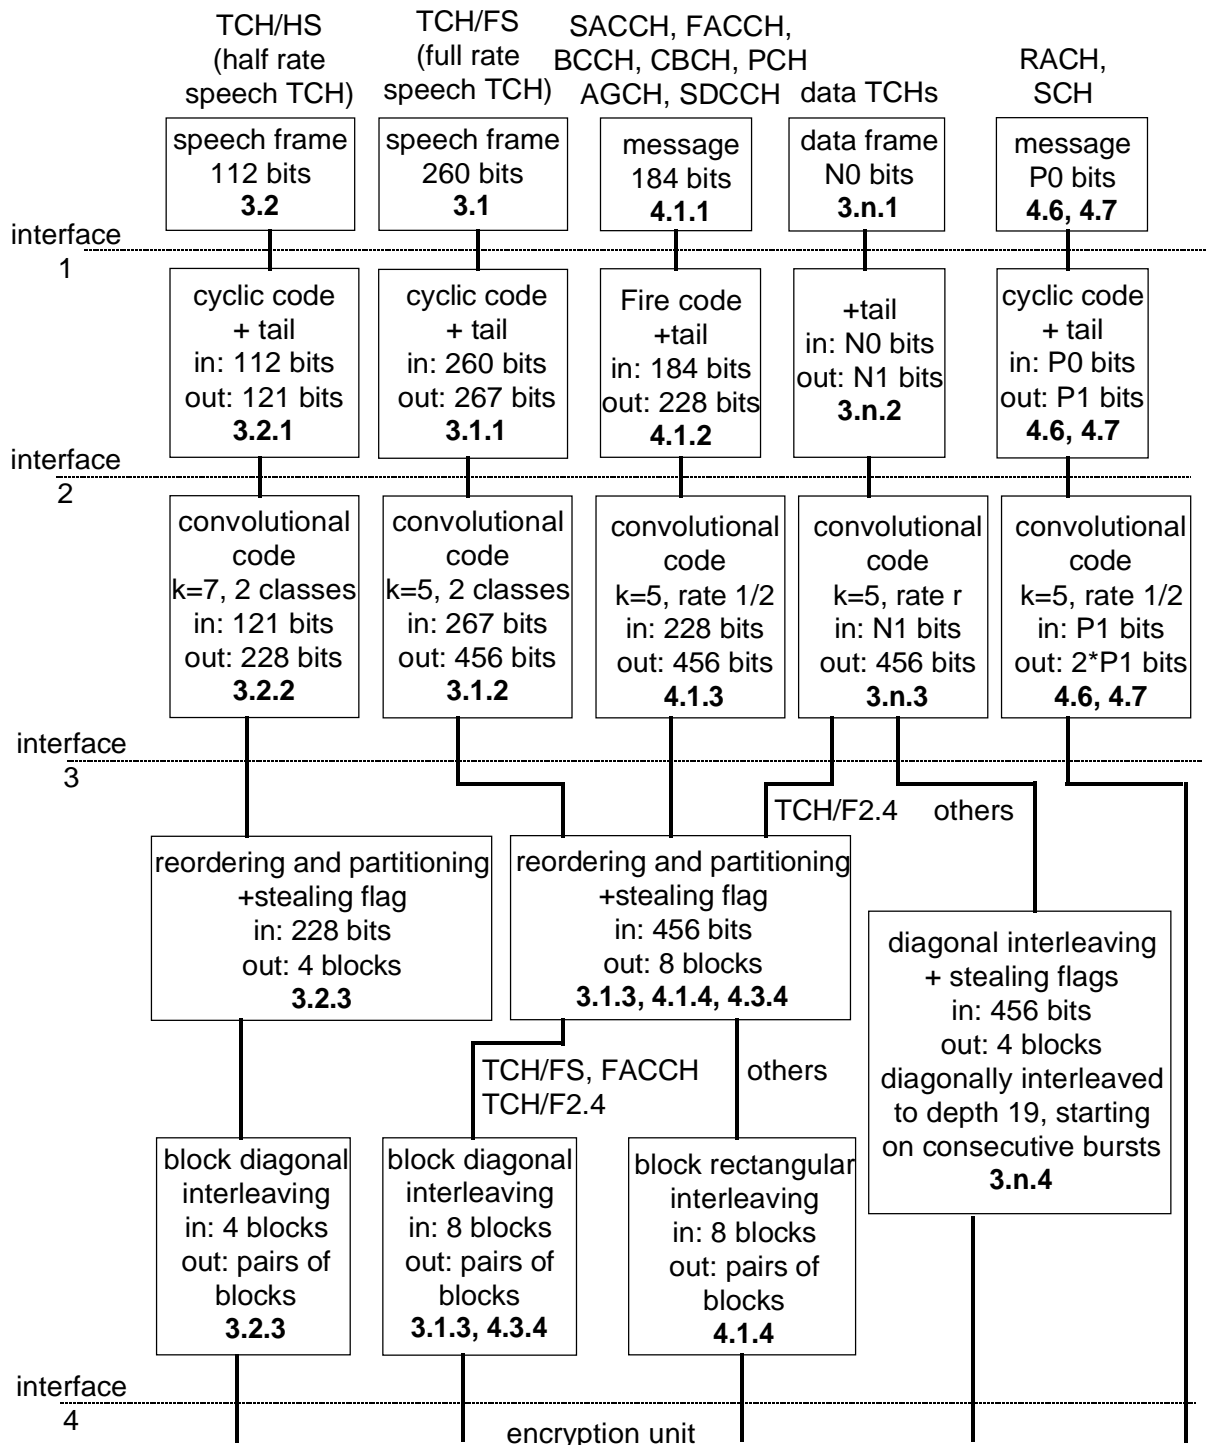 TCH/HS
(half rate
speech TCH)
TCH/FS
(full rate
speech TCH)
SACCH, FACCH,
BCCH, CBCH, PCH
AGCH, SDCCH
data TCHs
RACH,
SCH
speech frame
112 bits
3.2
speech frame
260 bits
3.1
message
184 bits
4.1.1
data frame
N0 bits
3.n.1
message
P0 bits
4.6, 4.7
interface
1
cyclic code
+ tail
in: 112 bits
out: 121 bits
3.2.1
cyclic code
+ tail
in: 260 bits
out: 267 bits
3.1.1
Fire code
+tail
in: 184 bits
out: 228 bits
4.1.2
+tail
in: N0 bits
out: N1 bits
3.n.2
cyclic code
+ tail
in: P0 bits
out: P1 bits
4.6, 4.7
interface
2
convolutional
code
k=7, 2 classes
in: 121 bits
out: 228 bits
3.2.2
convolutional
code
k=5, 2 classes
in: 267 bits
out: 456 bits
3.1.2
convolutional
code
k=5, rate 1/2
in: 228 bits
out: 456 bits
4.1.3
convolutional
code
k=5, rate r
in: N1 bits
out: 456 bits
3.n.3
convolutional
code
k=5, rate 1/2
in: P1 bits
out: 2*P1 bits
4.6, 4.7
interface
3
TCH/F2.4
others
reordering and partitioning
+stealing flag
in: 228 bits
out: 4 blocks
3.2.3
reordering and partitioning
+stealing flag
in: 456 bits
out: 8 blocks
3.1.3, 4.1.4, 4.3.4
diagonal interleaving
+ stealing flags
in: 456 bits
out: 4 blocks
diagonally interleaved
to depth 19, starting
on consecutive bursts
3.n.4
TCH/FS, FACCH
TCH/F2.4
others
block diagonal
interleaving
in: 4 blocks
out: pairs of
blocks
3.2.3
block diagonal
interleaving
in: 8 blocks
out: pairs of
blocks
3.1.3, 4.3.4
block rectangular
interleaving
in: 8 blocks
out: pairs of
blocks
4.1.4
interface
4
encryption unit